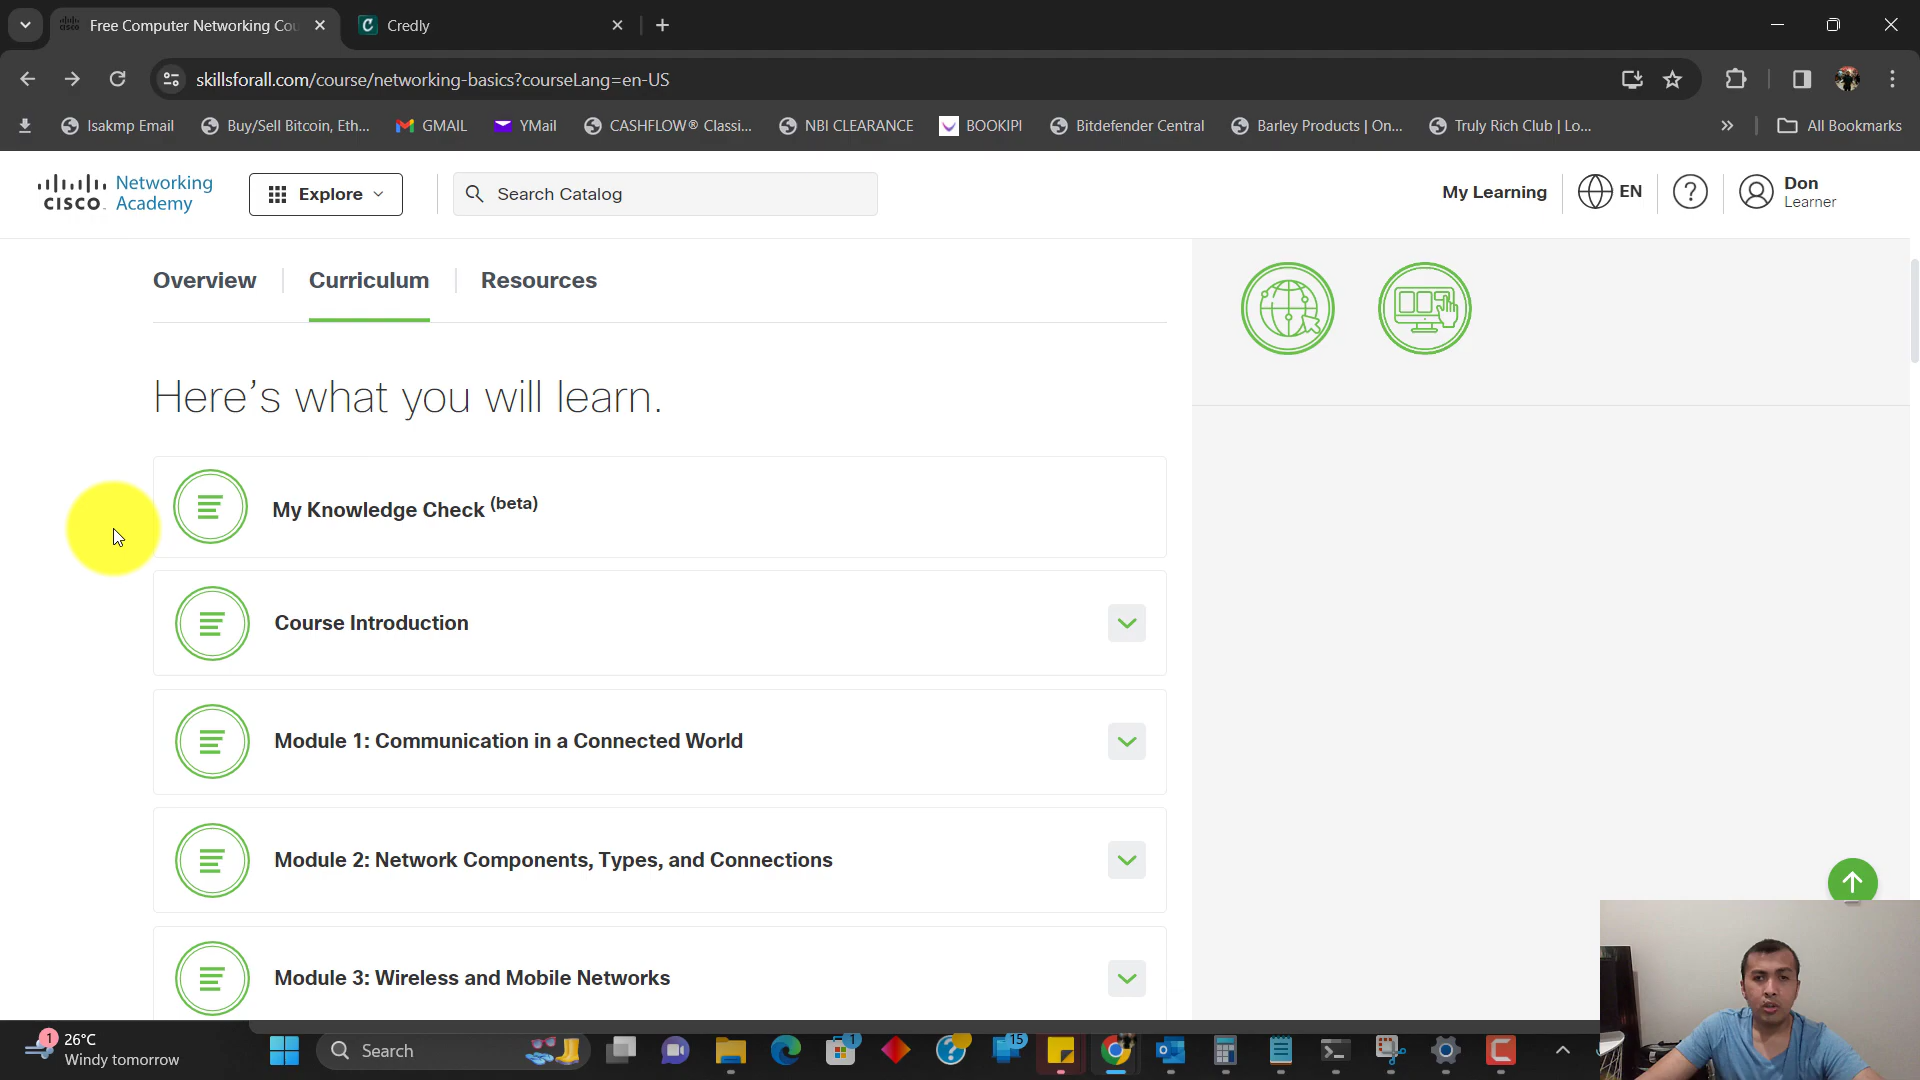 Free Computer Networking Cou
Credly
skillsforall.com/course/networking-basics?courseLang=en-US
Isakmp Email
Buy/Sell Bitcoin, Eth...
GMAIL
YMail
CASHFLOW® Classi...
NBI CLEARANCE
BOOKIPI
Bitdefender Central
Barley Products | On...
Truly Rich Club | Lo...
All Bookmarks
CISCO Networking Academy
Explore
Search Catalog
My Learning
EN
Don
Learner
Overview
Curriculum
Resources
Here's what you will learn.
My Knowledge Check (beta)
Course Introduction
Module 1: Communication in a Connected World
Module 2: Network Components, Types, and Connections
Module 3: Wireless and Mobile Networks
1
26°C
Windy tomorrow
Search
1
15